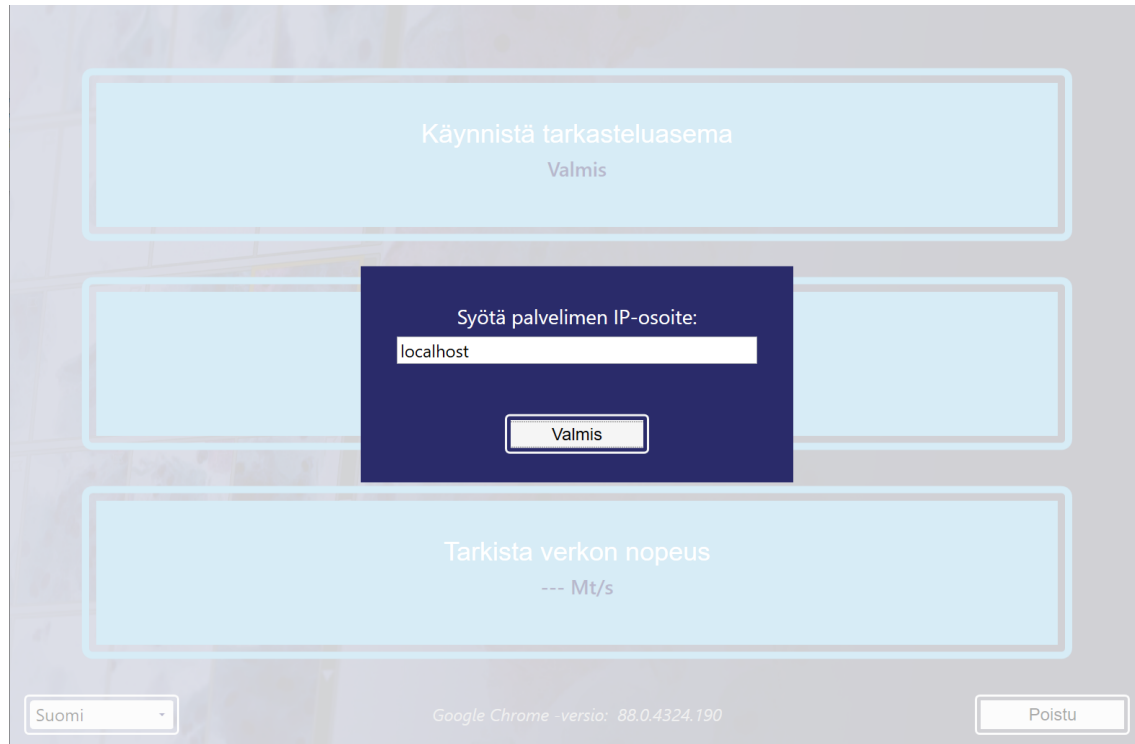 Käynnistä tarkasteluasema
Valmis
Syötä palvelimen IP-osoite:
localhost
Valmis
Tarkista verkon nopeus
--- Mt/s
Suomi
Google Chrome -versio: 88.0.4324.190
Poistu